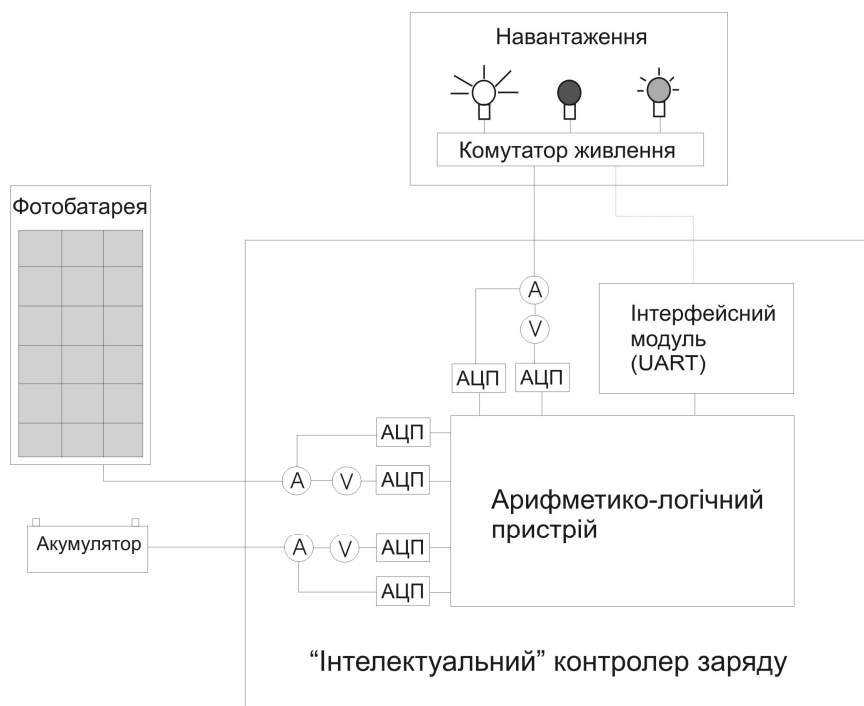 Навантаження
Комутатор живлення
Фотобатарея
A
Інтерфейсний
модуль
(UART)
V
АЦП
АЦП
АЦП
A
V
АЦП
Арифметико-логічний
пристрій
Акумулятор
A
V
АЦП
АЦП
“Інтелектуальний” контролер заряду